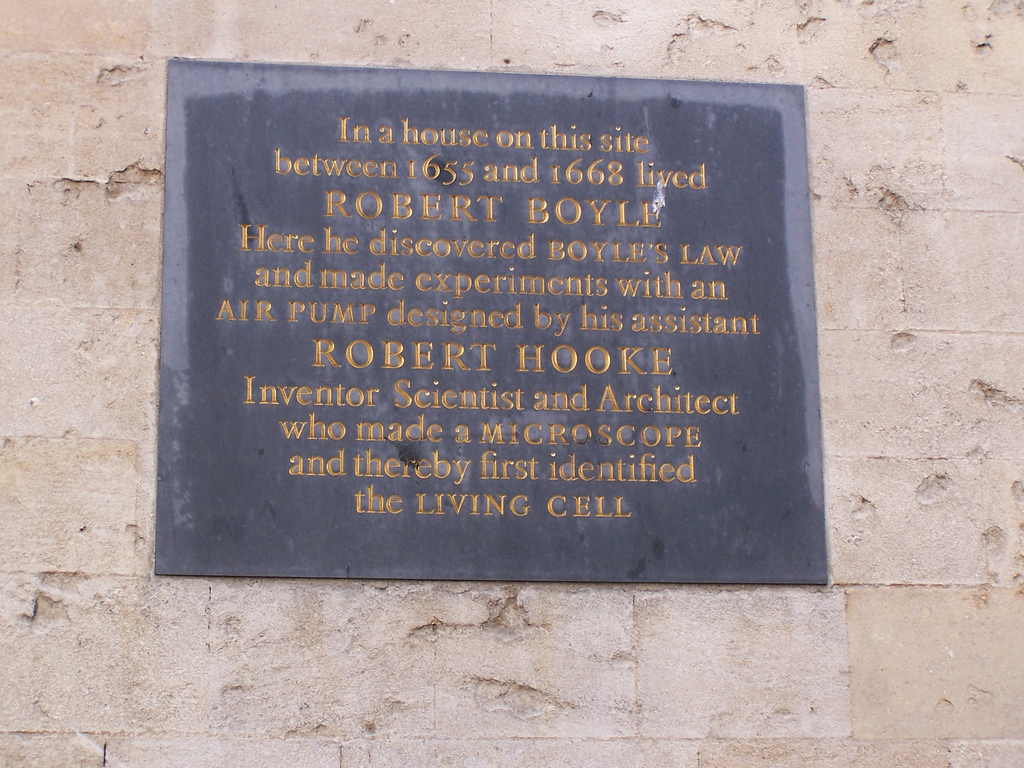 In a house on this site
between 1655 and 1668 lived
ROBERT BOYLE
Here he discovered BOYLE'S LAW
and made experiments with an
AIR PUMP designed by his assistant
ROBERT HOOKE
Inventor Scientist and Architect
who made a MICROSCOPE
and thereby first identified
the LIVING CELL